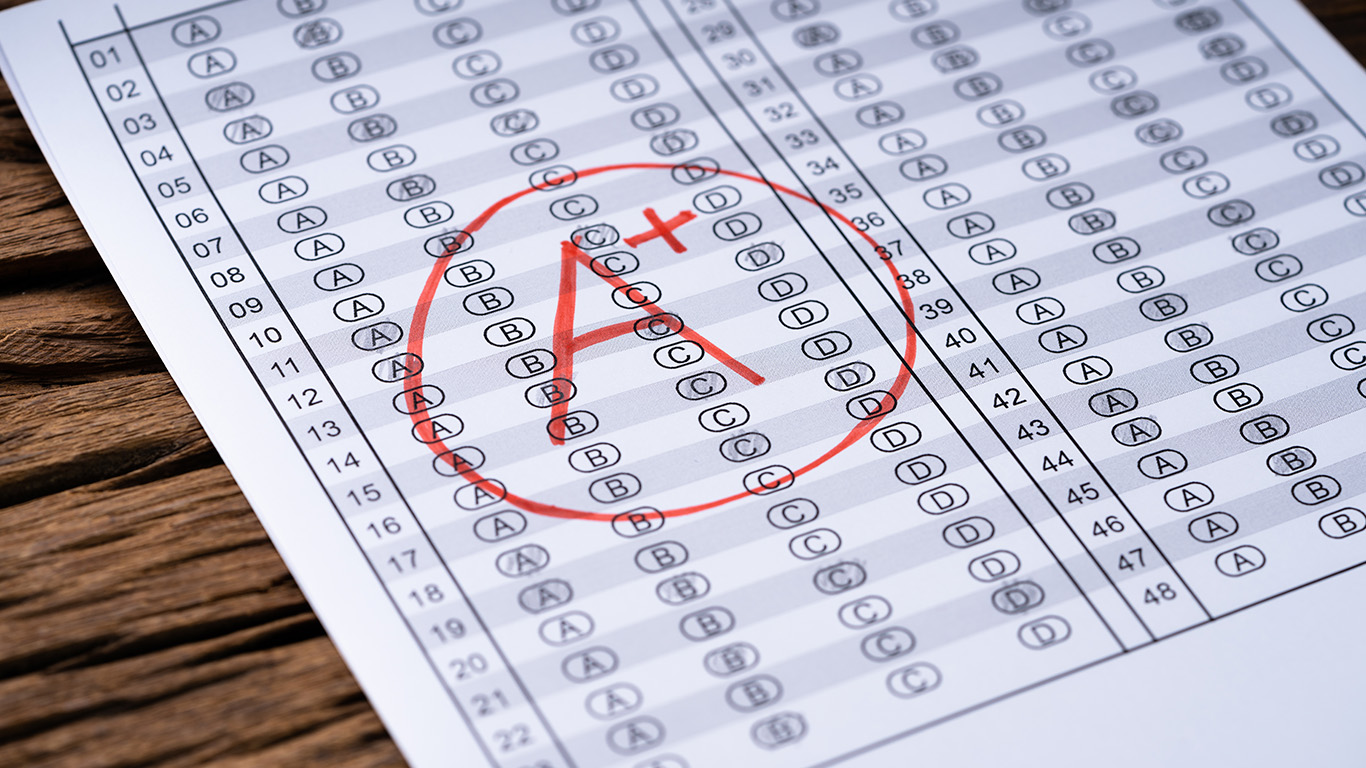 01 A B
02 A B C
03 A B C D
04 A B C D 28
05 A B C D 29 A
06 A B C D 30 A B
07 A B C D 31 A B C
08 A B C D 32 A B C
09 A B C D 33 A B C D
10 A B C D 34 A B C D
11 A B C D 35 A B C D
12 A B C D 36 A B C D
13 A B C D 37 A B C D
14 A B C D 38 A B C D
15 A B C D 39 A B C D
16 A B C D 40 A B C
17 A B C D 41 A B C
18 A B C D 42 A B C
19 A B C D 43 A B C
20 A B C D 44 A B C
21 A B C D 45 A B
22 A B C D 46 A B
A B C D 47 A B
B C D 48 A B
A+